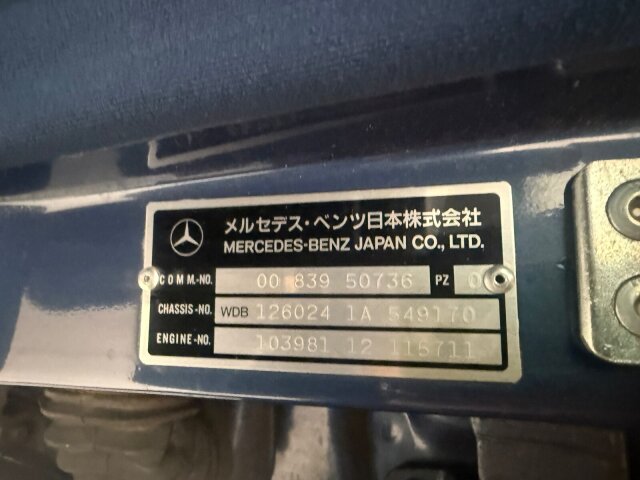 メルセデス・ベンツ日本株式会社
MERCEDES-BENZ JAPAN CO., LTD.
COMM.-NO. 00 839 50736 PZ 0
CHASSIS-NO. WDB 126024 1A 549170
ENGINE-NO. 103981 12 115711